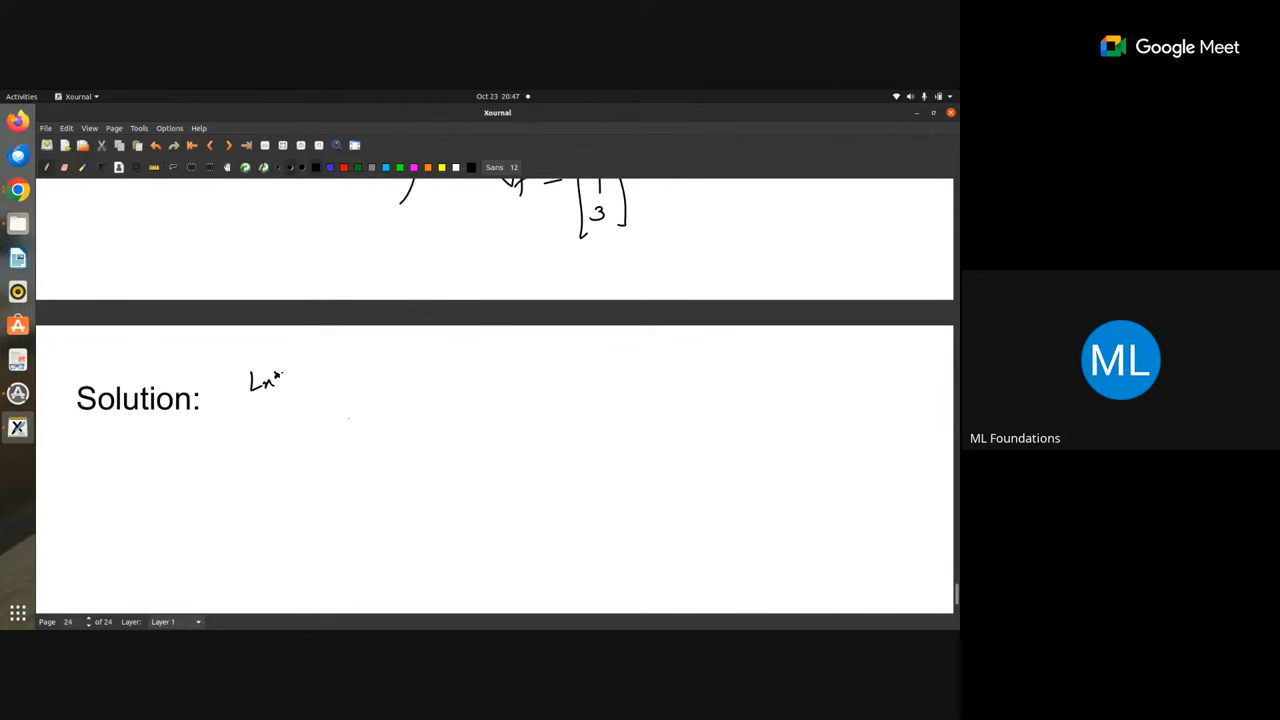 Google Meet
Activities
Xournal
Oct 23 20:47
Xournal
File Edit View Page Tools Options Help
Sans 12
∇f = [ 1
3 ]
Solution:
ML
ML Foundations
Page 24 of 24 Layer: Layer 1